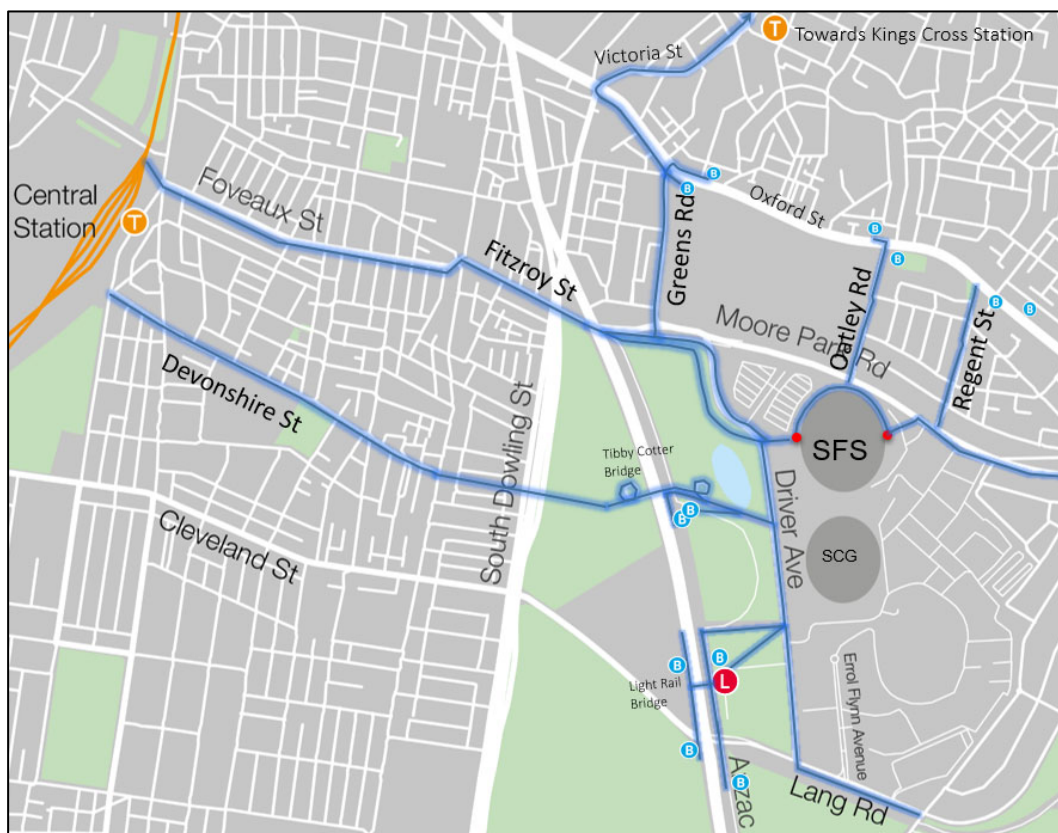 T
Towards Kings Cross Station
Victoria St
B
B
Central
Station
T
Foveaux St
Oxford St
Greens Rd
Fitzroy St
B
B
Oatley Rd
B
B
Regent St
Moore Park Rd
Devonshire St
South Dowling St
SFS
Tibby Cotter
Bridge
B
B
Driver Ave
Cleveland St
SCG
B
B
L
Light Rail
Bridge
Errol Flynn Avenue
B
B
Anzac
Lang Rd